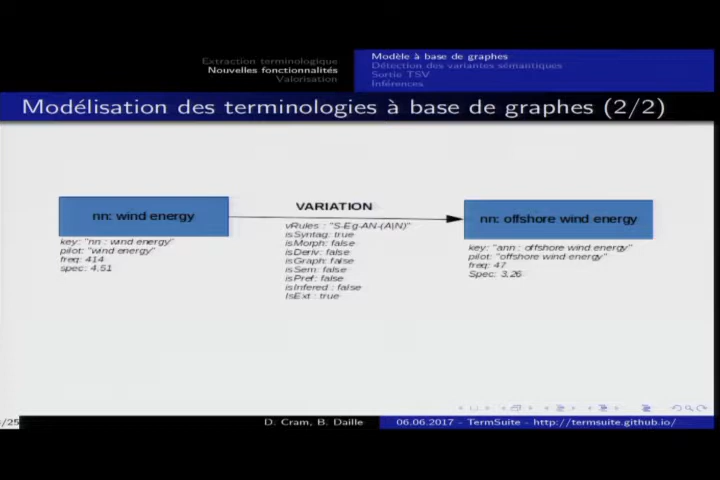 Extraction terminologique
Nouvelles fonctionnalités
Valorisation
Modèle à base de graphes
Détection des variantes sémantiques
Sortie TSV
Inférences
Modélisation des terminologies à base de graphes (2/2)
nn: wind energy
key: "nn : wind energy"
pilot: "wind energy"
freq: 414
spec: 4,51
VARIATION
vRules : "S-Eg-AN-(A|N)"
isSyntag: true
isMorph: false
isDeriv: false
isGraph: false
isSem: false
isPref: false
isInfered : false
IsExt : true
nn: offshore wind energy
key: "ann : offshore wind energy"
pilot: "offshore wind energy"
freq: 47
Spec: 3,26
/25
D. Cram, B. Daille
06.06.2017 - TermSuite - http://termsuite.github.io/